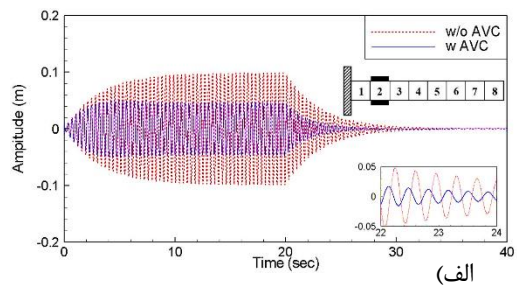 0.2
0.1
0
-0.1
-0.2
Apmlitude (m)
w/o AVC
w AVC
1 2 3 4 5 6 7 8
0.05
0
-0.05
22 23 24
0 10 20 30 40
Time (sec)
الف)